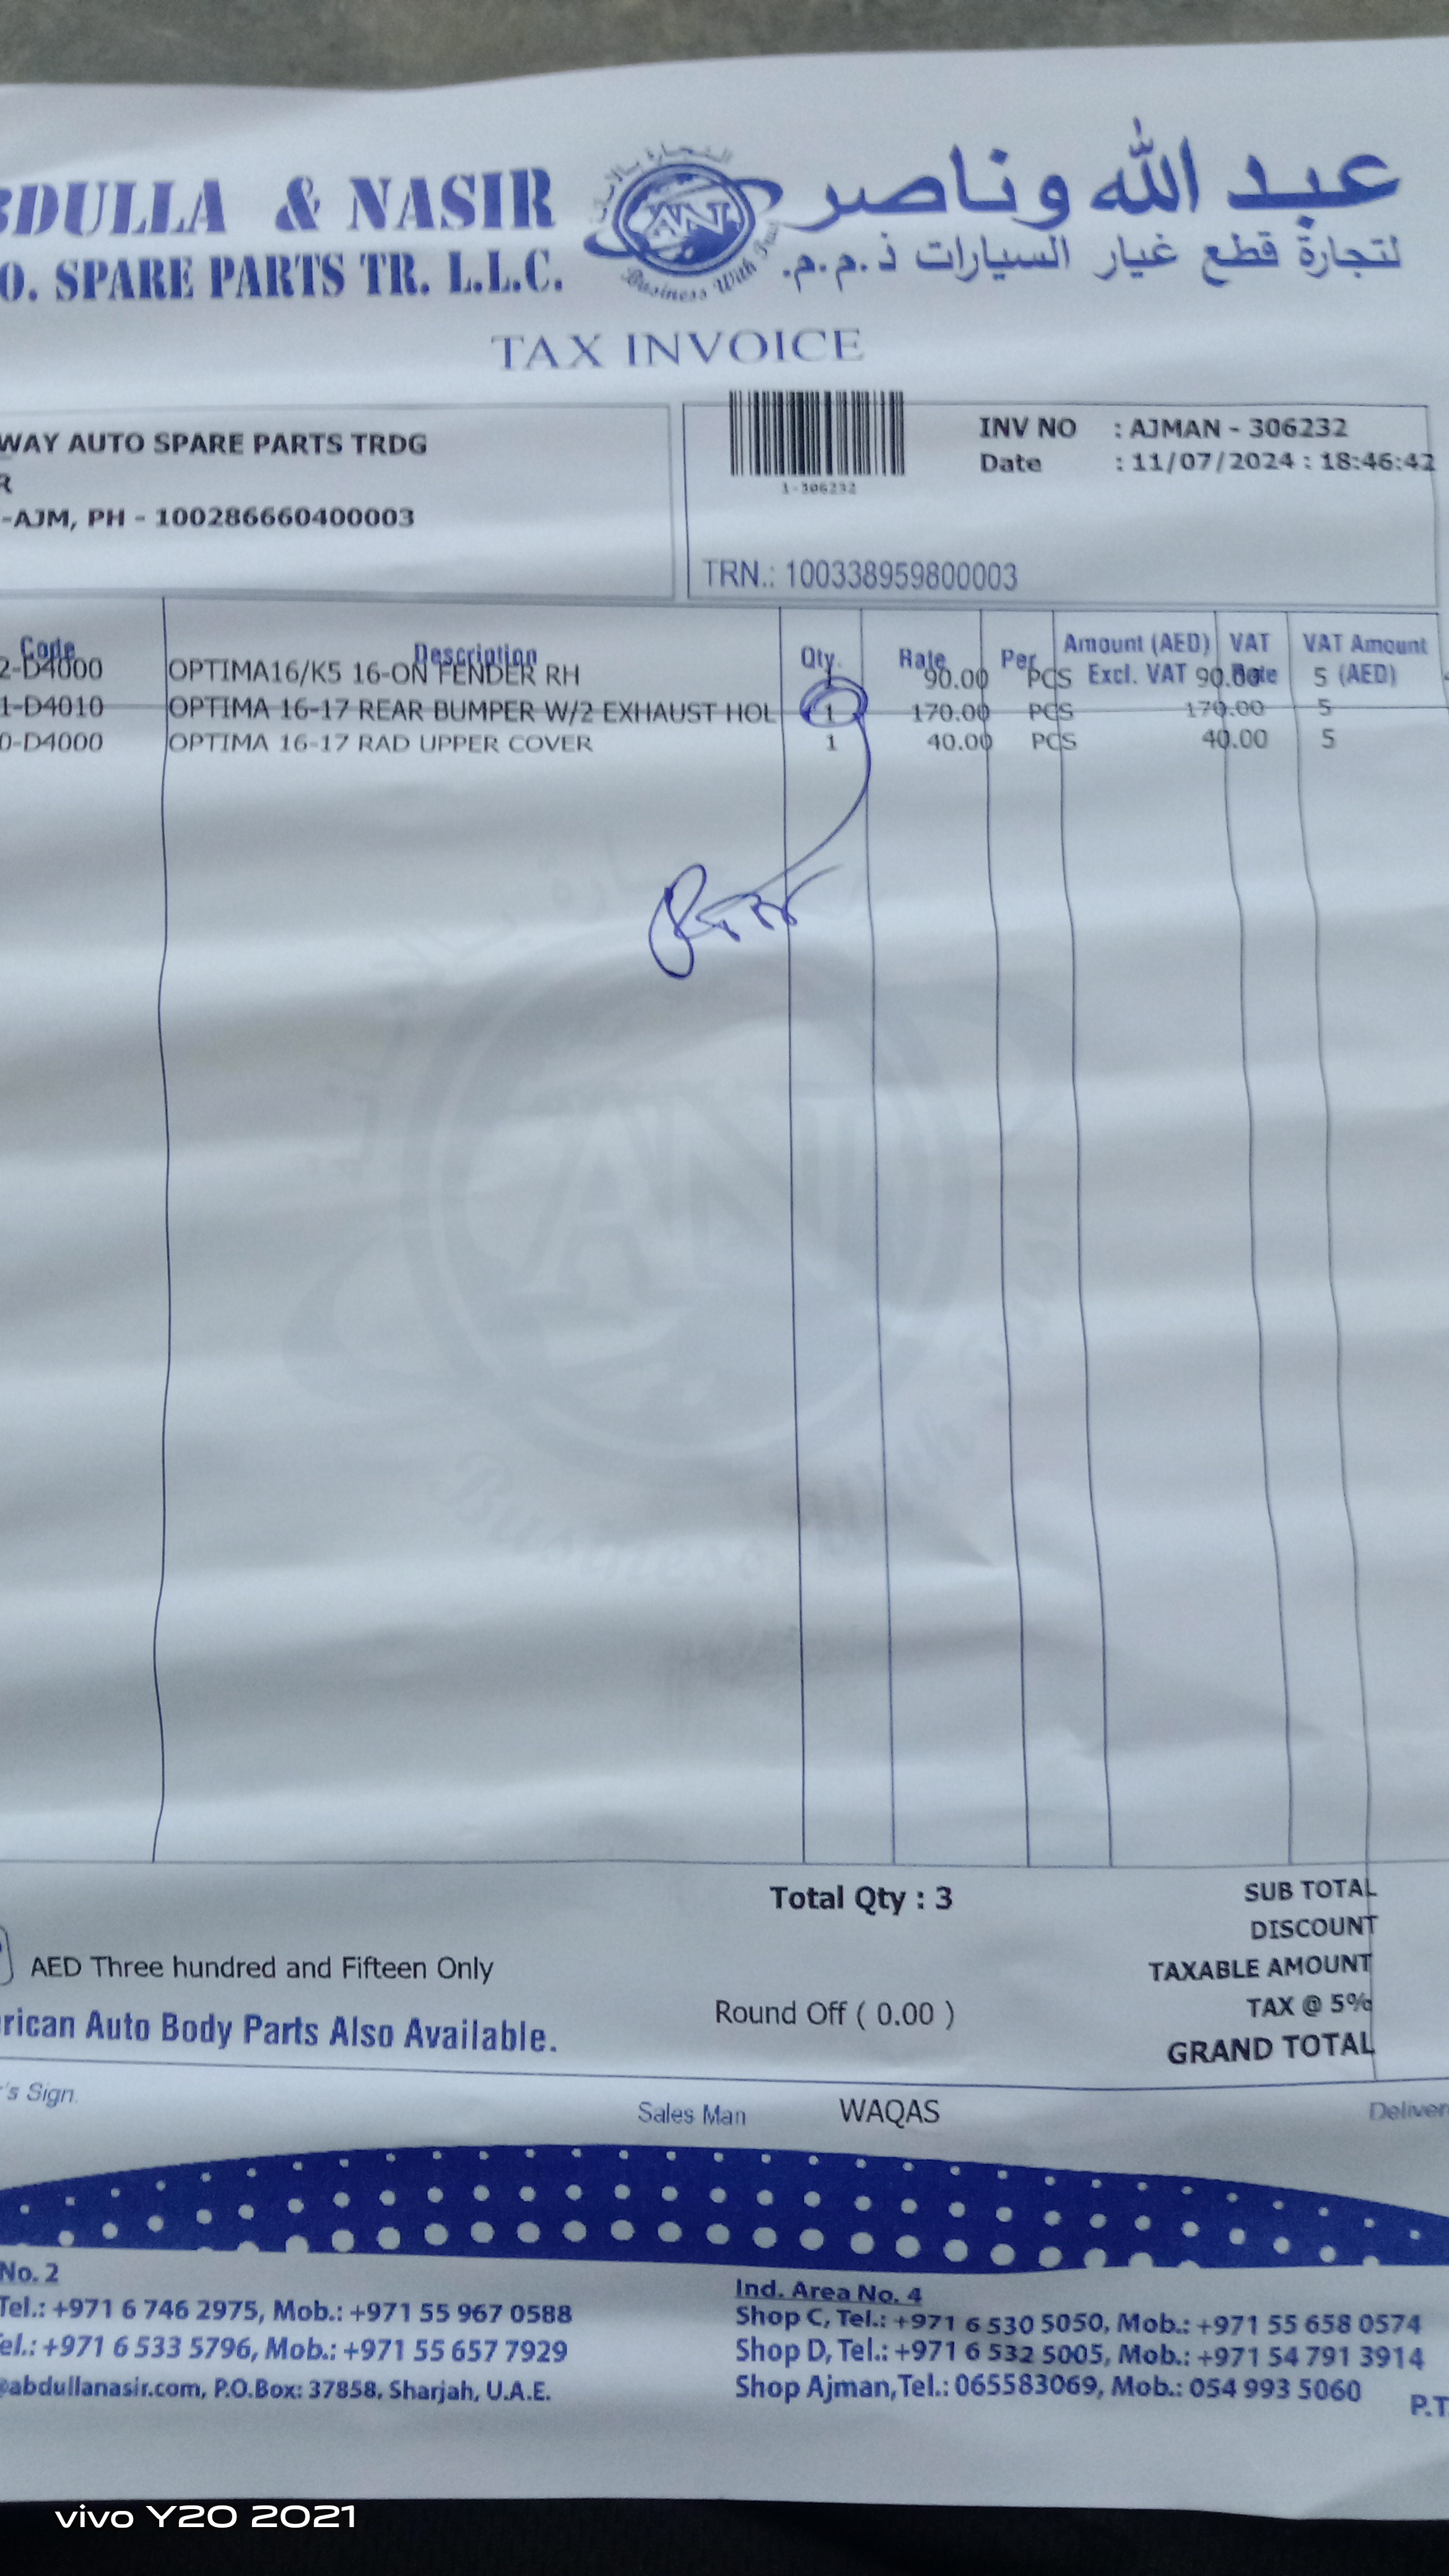 BDULLA & NASIR
عبد الله وناصر
O. SPARE PARTS TR. L.L.C.
لتجارة قطع غيار السيارات ذ.م.م.
AN
Business With Trust
TAX INVOICE
WAY AUTO SPARE PARTS TRDG
R
-AJM, PH - 100286660400003
1-306232
INV NO : AJMAN - 306232
Date : 11/07/2024 : 18:46:42
TRN.: 100338959800003
Code Description Qty. Rate Per Amount (AED) Excl. VAT VAT Rate VAT Amount (AED)
2-D4000 OPTIMA16/K5 16-ON FENDER RH 1 90.00 PCS 90.00 5
1-D4010 OPTIMA 16-17 REAR BUMPER W/2 EXHAUST HOL 1 170.00 PCS 170.00 5
0-D4000 OPTIMA 16-17 RAD UPPER COVER 1 40.00 PCS 40.00 5
Total Qty : 3
SUB TOTAL
DISCOUNT
TAXABLE AMOUNT
TAX @ 5%
GRAND TOTAL
AED Three hundred and Fifteen Only
Round Off ( 0.00 )
rican Auto Body Parts Also Available.
's Sign.
Sales Man WAQAS
Deliver
No. 2
Tel.: +971 6 746 2975, Mob.: +971 55 967 0588
el.: +971 6 533 5796, Mob.: +971 55 657 7929
@abdullanasir.com, P.O.Box: 37858, Sharjah, U.A.E.
Ind. Area No. 4
Shop C, Tel.: +971 6 530 5050, Mob.: +971 55 658 0574
Shop D, Tel.: +971 6 532 5005, Mob.: +971 54 791 3914
Shop Ajman, Tel.: 065583069, Mob.: 054 993 5060
P.T
vivo Y20 2021